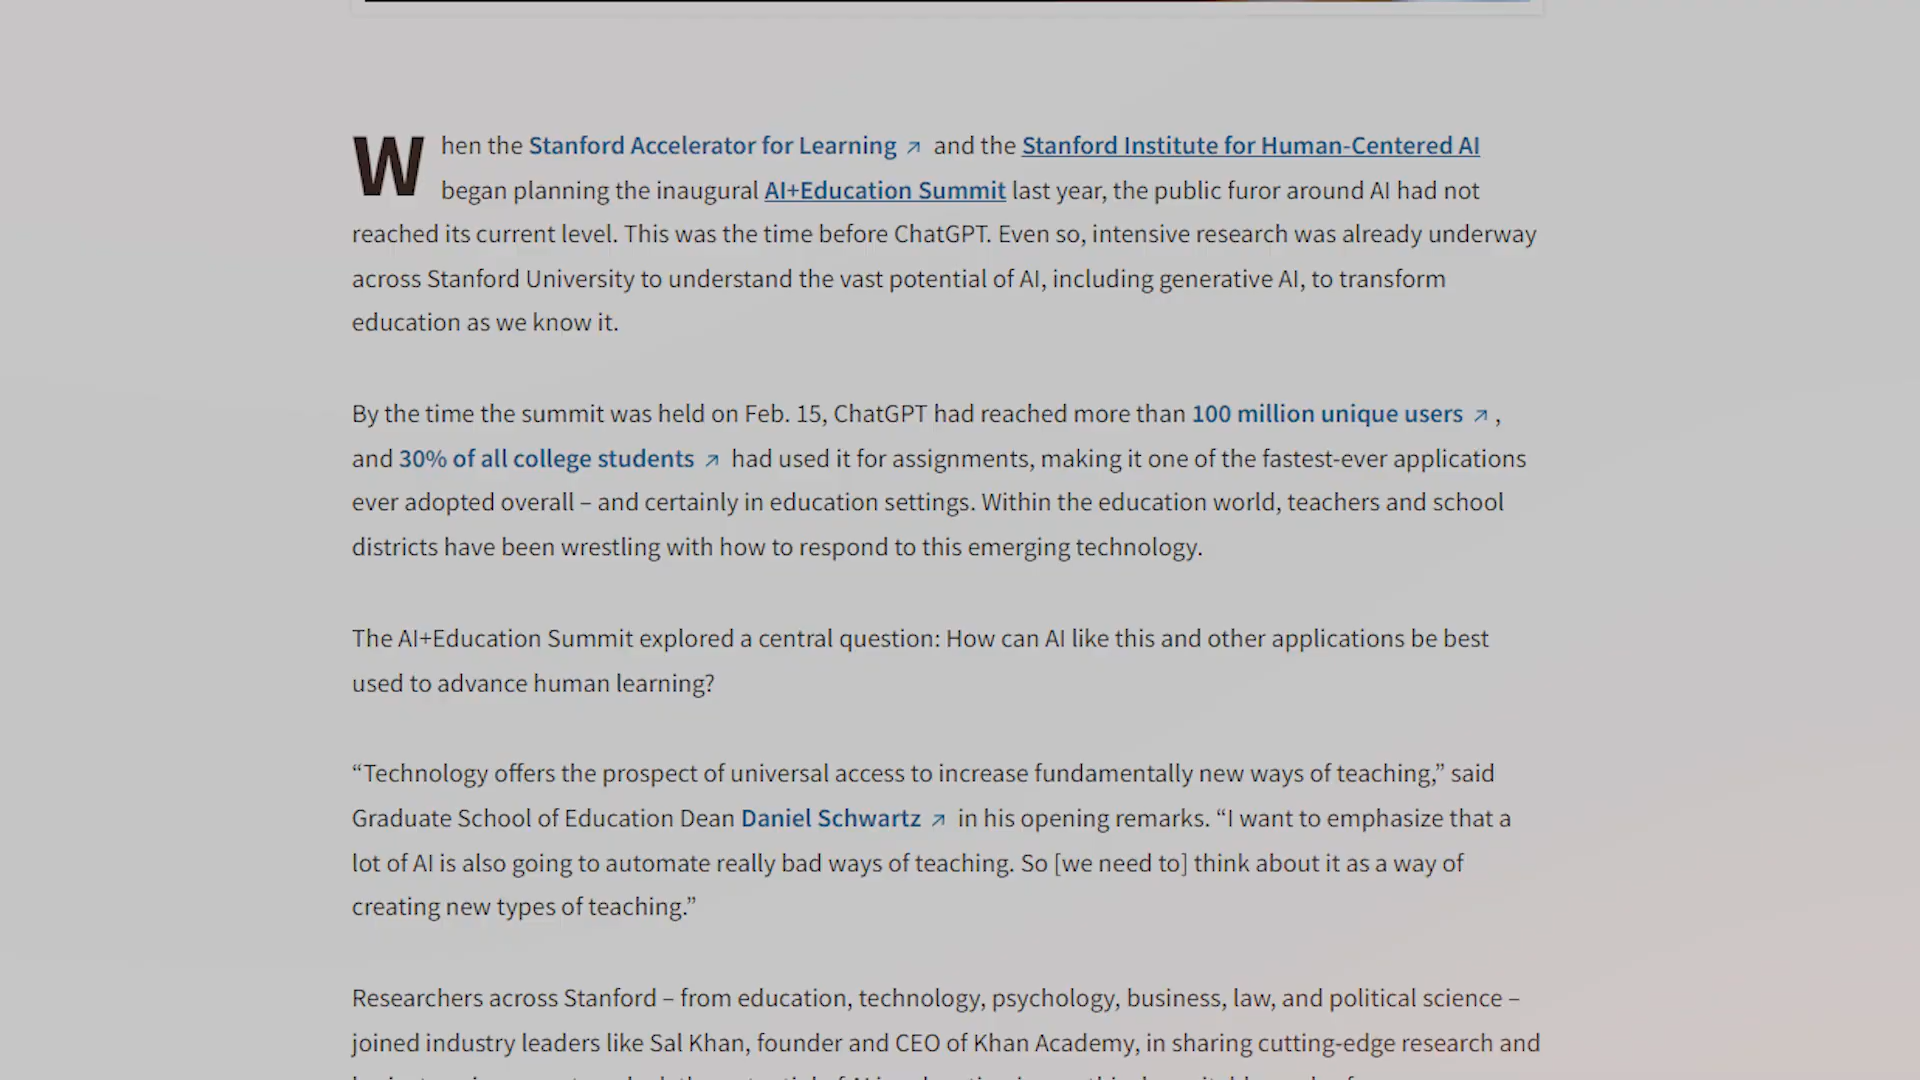 When the Stanford Accelerator for Learning ↗ and the Stanford Institute for Human-Centered AI
began planning the inaugural AI+Education Summit last year, the public furor around AI had not
reached its current level. This was the time before ChatGPT. Even so, intensive research was already underway
across Stanford University to understand the vast potential of AI, including generative AI, to transform
education as we know it.
By the time the summit was held on Feb. 15, ChatGPT had reached more than 100 million unique users ↗ ,
and 30% of all college students ↗ had used it for assignments, making it one of the fastest-ever applications
ever adopted overall – and certainly in education settings. Within the education world, teachers and school
districts have been wrestling with how to respond to this emerging technology.
The AI+Education Summit explored a central question: How can AI like this and other applications be best
used to advance human learning?
“Technology offers the prospect of universal access to increase fundamentally new ways of teaching,” said
Graduate School of Education Dean Daniel Schwartz ↗ in his opening remarks. “I want to emphasize that a
lot of AI is also going to automate really bad ways of teaching. So [we need to] think about it as a way of
creating new types of teaching.”
Researchers across Stanford – from education, technology, psychology, business, law, and political science –
joined industry leaders like Sal Khan, founder and CEO of Khan Academy, in sharing cutting-edge research and